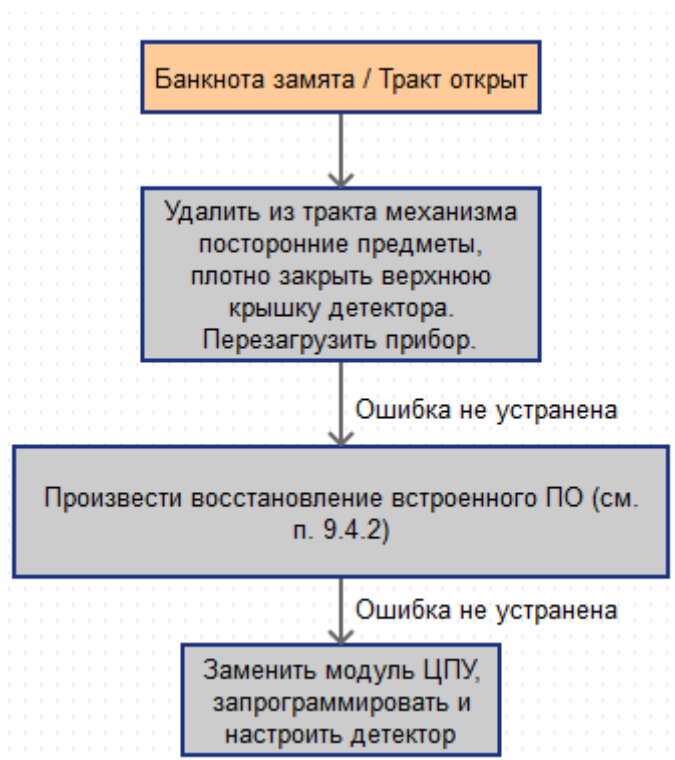 Банкнота замята / Тракт открыт
Удалить из тракта механизма
посторонние предметы,
плотно закрыть верхнюю
крышку детектора.
Перезагрузить прибор.
Ошибка не устранена
Произвести восстановление встроенного ПО (см.
п. 9.4.2)
Ошибка не устранена
Заменить модуль ЦПУ,
запрограммировать и
настроить детектор